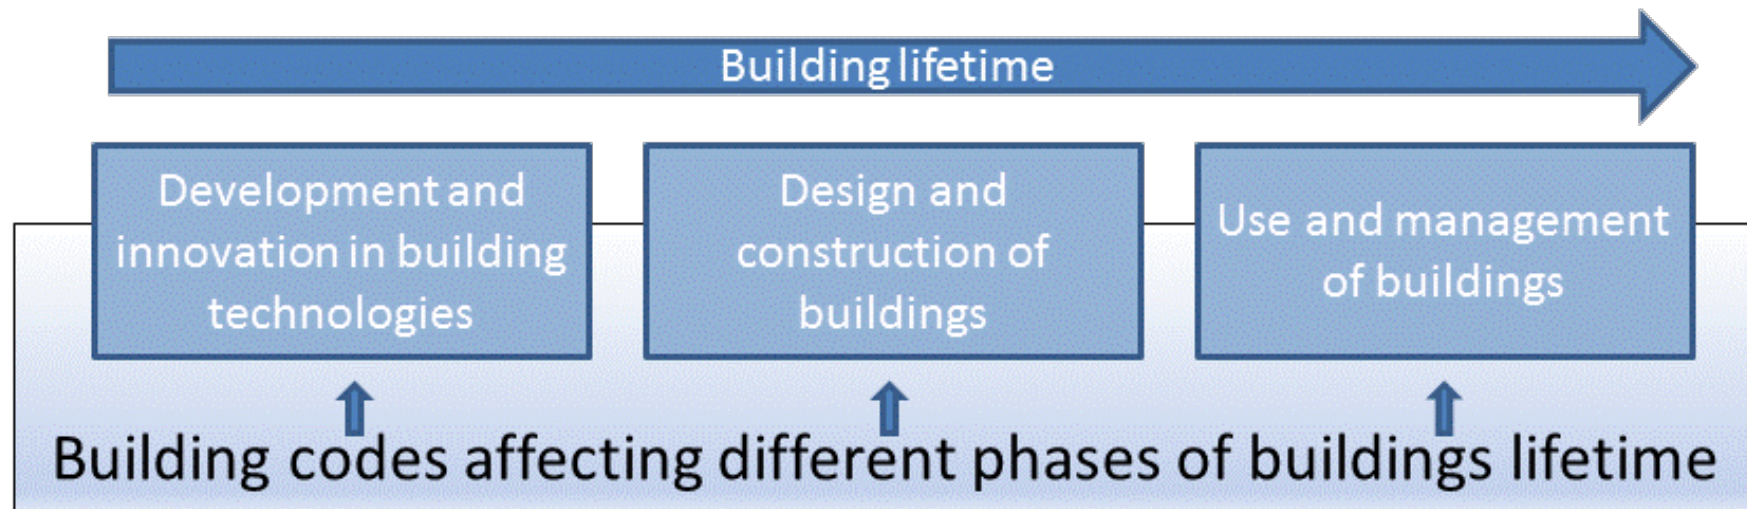 Building lifetime
Development and
innovation in building
technologies
Design and
construction of
buildings
Use and management
of buildings
Building codes affecting different phases of buildings lifetime